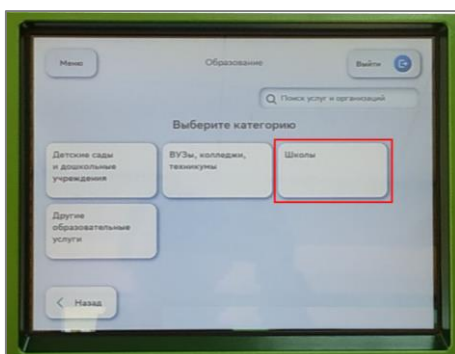 Меню
Образование
Выйти
Поиск услуг и организаций
Выберите категорию
Детские сады
и дошкольные
учреждения
ВУЗы, колледжи,
техникумы
Школы
Другие
образовательные
услуги
Назад